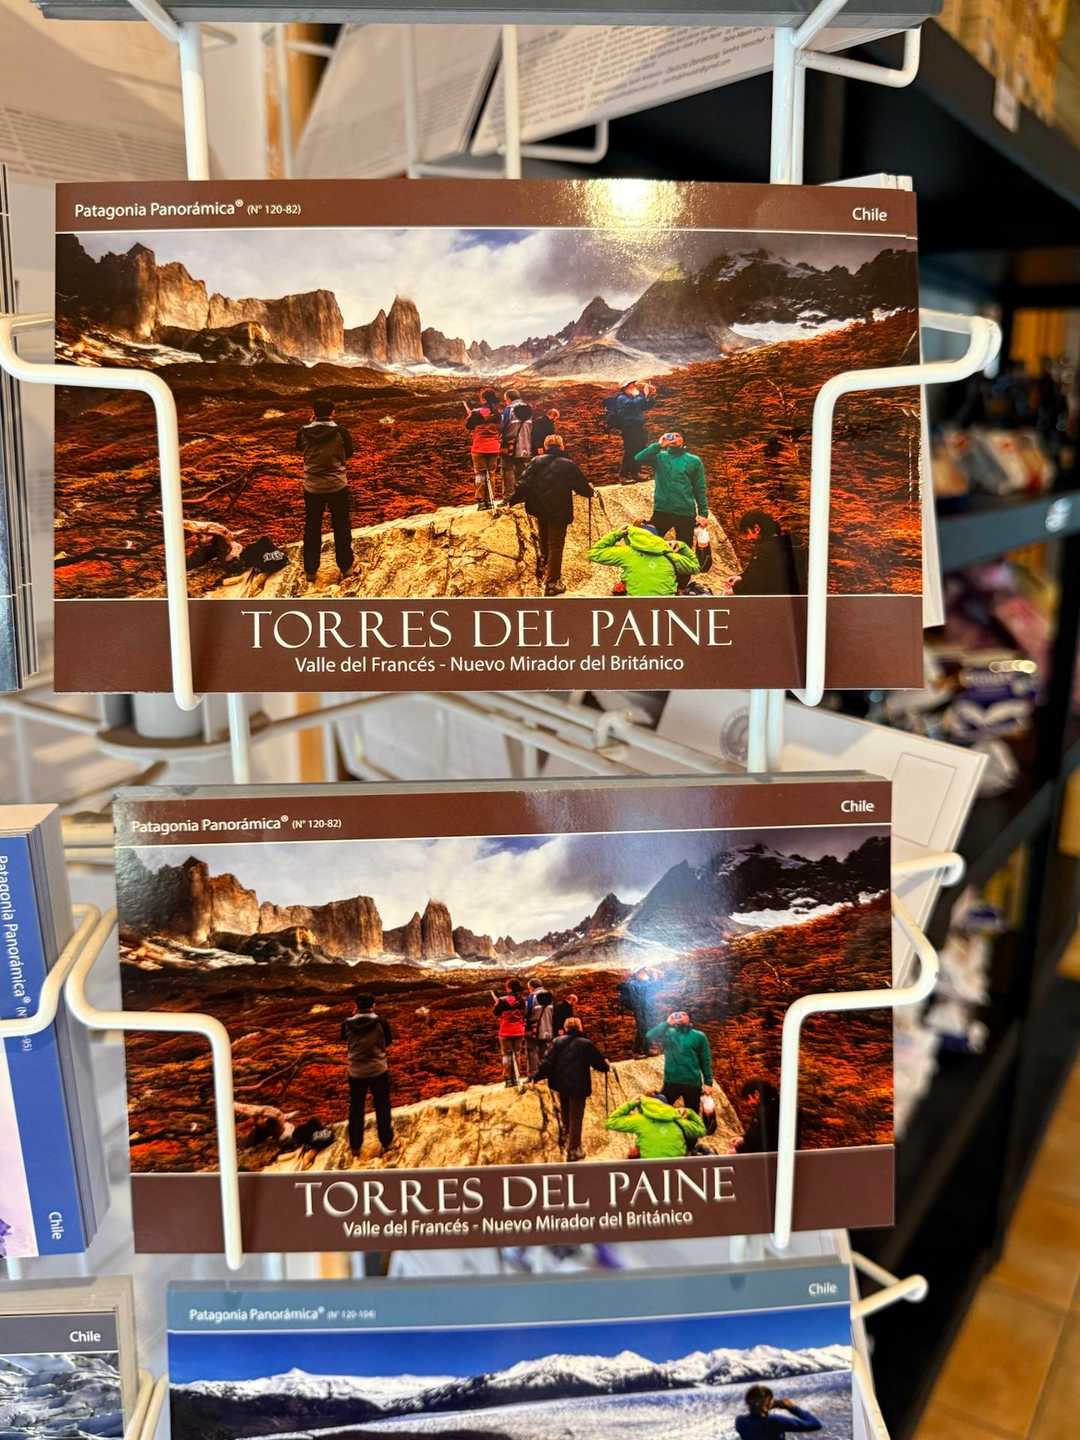 Patagonia Panorámica® (N° 120-82)
Chile
TORRES DEL PAINE
Valle del Francés - Nuevo Mirador del Británico
Patagonia Panorámica® (N° 120-82)
Chile
TORRES DEL PAINE
Valle del Francés - Nuevo Mirador del Británico
Patagonia Panorámica®
Chile
Chile
Patagonia Panorámica® (N° 120-104)
Chile